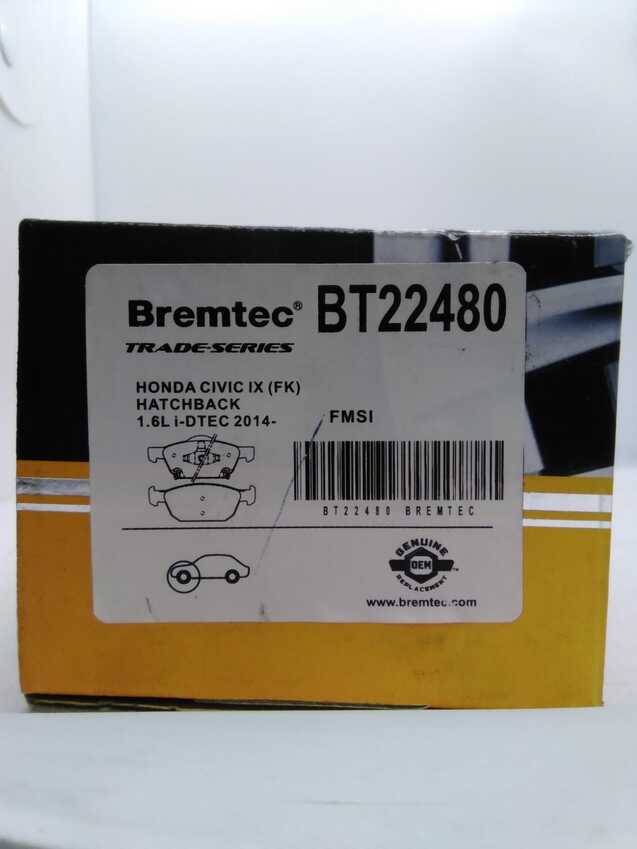 Bremtec® BT22480
TRADE-SERIES
HONDA CIVIC IX (FK)
HATCHBACK
1.6L i-DTEC 2014-
FMSI
BT22480 BREMTEC
GENUINE
OEM
REPLACEMENT™
www.bremtec.com